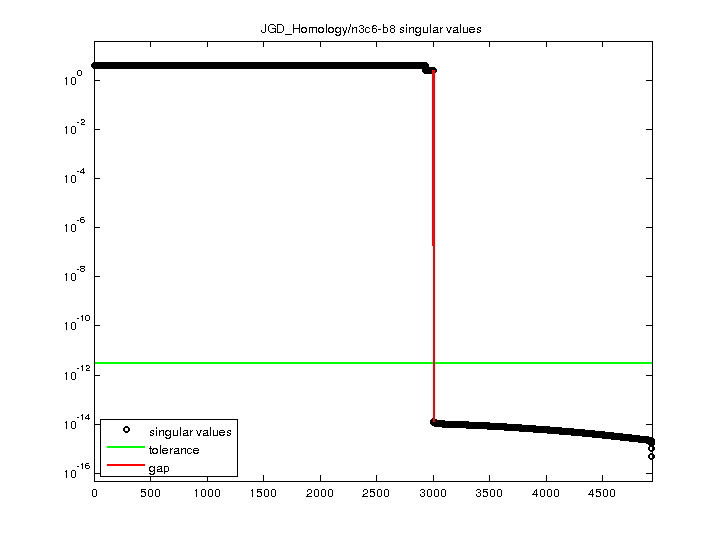 JGD_Homology/n3c6-b8 singular values
10^0
10^-2
10^-4
10^-6
10^-8
10^-10
10^-12
10^-14
10^-16
singular values
tolerance
gap
0 500 1000 1500 2000 2500 3000 3500 4000 4500